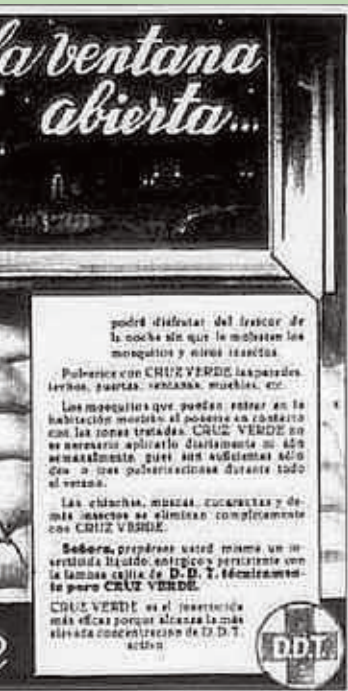 la ventana
abierta...
podrá disfrutar del frescor de
la noche sin que le molesten los
mosquitos y otros insectos.
Pulverice con CRUZ VERDE las paredes
techos, puertas, ventanas, muebles, etc.
Los mosquitos que puedan entrar en la
habitación morirán al ponerse en contacto
con las zonas tratadas. CRUZ VERDE no
es necesario aplicarlo diariamente ni aún
semanalmente, pues son suficientes sólo
dos o tres pulverizaciones durante todo
el verano.
Las chinches, moscas, cucarachas y de-
más insectos se eliminan completamente
con CRUZ VERDE.
Señora, prepárese usted misma un in-
secticida líquido, enérgico y persistente con
la famosa cajita de D. D. T. técnicamen-
te puro CRUZ VERDE.
CRUZ VERDE es el insecticida
más eficaz porque alcanza la más
elevada concentración de D. D. T.
activo.
DDT